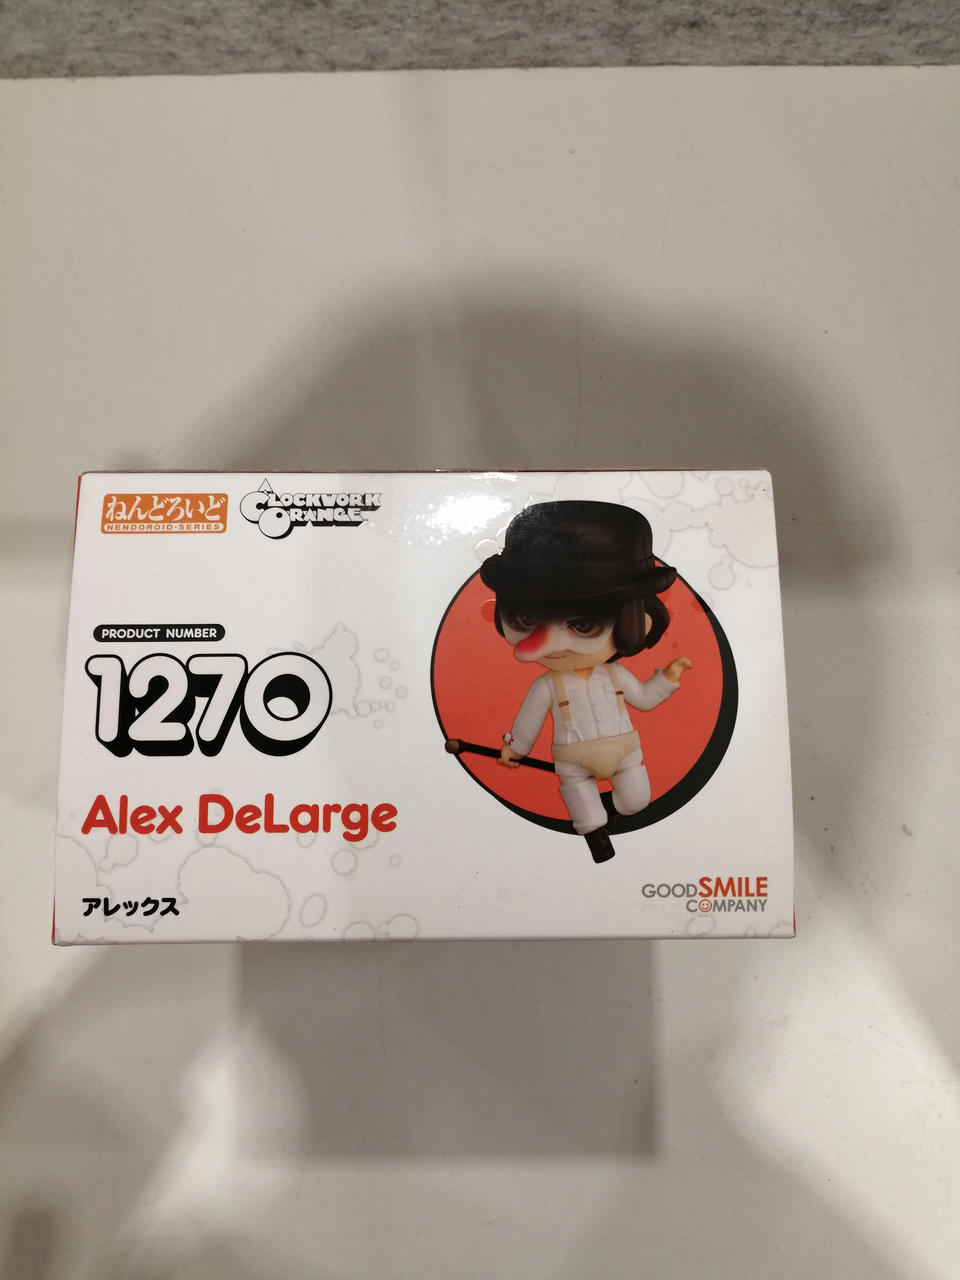 ねんどろいど
NENDOROID·SERIES
A CLOCKWORK
ORANGE
PRODUCT NUMBER
1270
Alex DeLarge
アレックス
GOOD SMILE
COMPANY